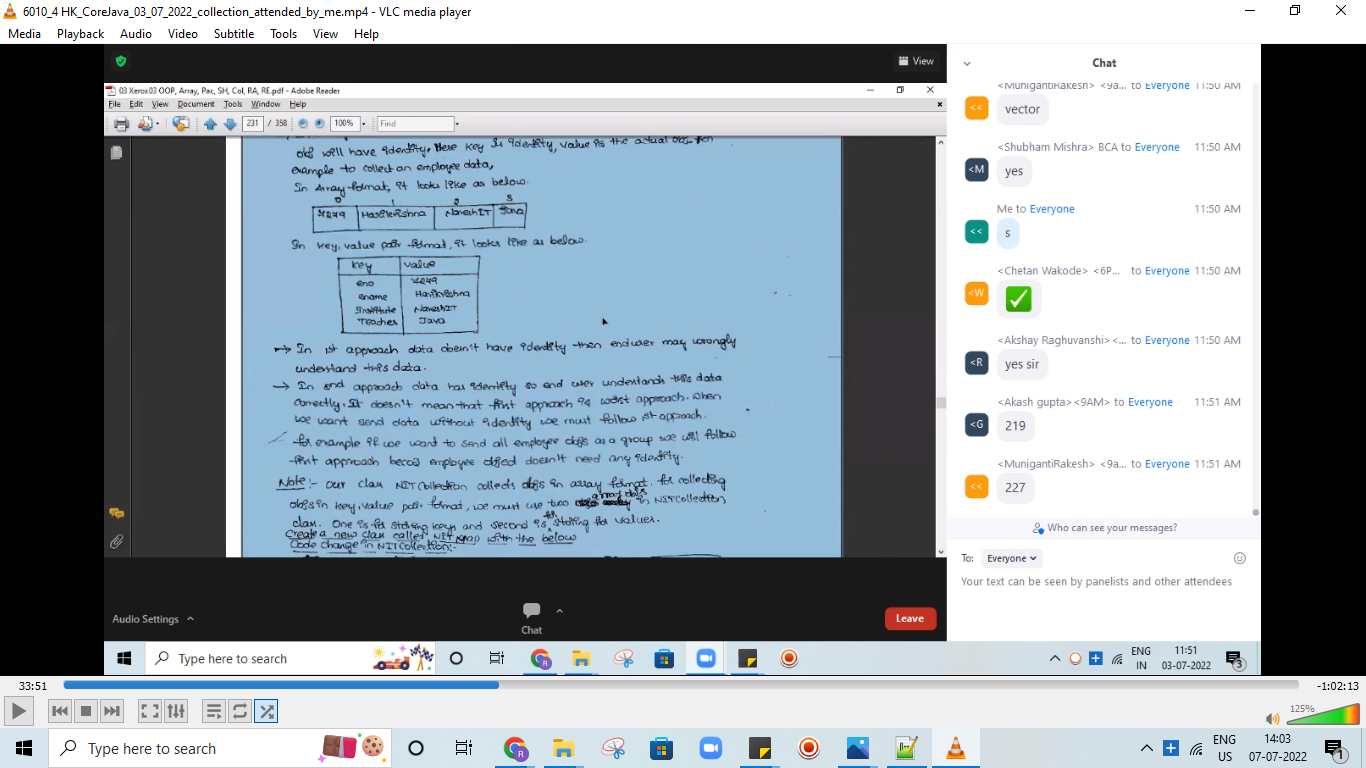 6010_4 HK_CoreJava_03_07_2022_collection_attended_by_me.mp4 - VLC media player
Media Playback Audio Video Subtitle Tools View Help
View
03 Xerox03 OOP, Array, Pac, SH, Col, RA, RE.pdf - Adobe Reader
File Edit View Document Tools Window Help
231 / 358 100% Find
obj will have identity. Here key is identity, value is the actual obj. for
example to collect an employee data,
In Array format, it looks like as below.
0 1 2 3
7279 HariKrishna NareshIT Java
In key, value pair format, it looks like as below.
key value
eno 7279
ename HariKrishna
Institute NareshIT
Teaches Java
→ In 1st approach data doesn't have identity then enduser may wrongly
understand this data.
→ In 2nd approach data has identity so end user understands this data
correctly. It doesn't mean that first approach is worst approach. When
we want send data without identity we must follow 1st approach.
for example if we want to send all employee objs as a group we will follow
first approach becoz employee object doesn't need any identity.
Note:- our class NITCollection collects objs in array format. for collecting
objs in key, value pair format, we must use two array objs in NITCollection
class. One is for storing keys and second is for storing values.
Create a new class called NITMap with the below
Code change in NITCollection:-
Audio Settings
Chat
Leave
Chat
<MunigantiRakesh> <9a... to Everyone 11:50 AM
<<
vector
<Shubham Mishra> BCA to Everyone 11:50 AM
<M
yes
Me to Everyone 11:50 AM
<<
s
<Chetan Wakode> <6P... to Everyone 11:50 AM
<W
<Akshay Raghuvanshi> <... to Everyone 11:50 AM
<R
yes sir
<Akash gupta><9AM> to Everyone 11:51 AM
<G
219
<MunigantiRakesh> <9a... to Everyone 11:51 AM
<<
227
Who can see your messages?
To: Everyone
Your text can be seen by panelists and other attendees
Type here to search
ENG
IN
11:51
03-07-2022
3
33:51
-1:02:13
125%
Type here to search
ENG
US
14:03
07-07-2022
1